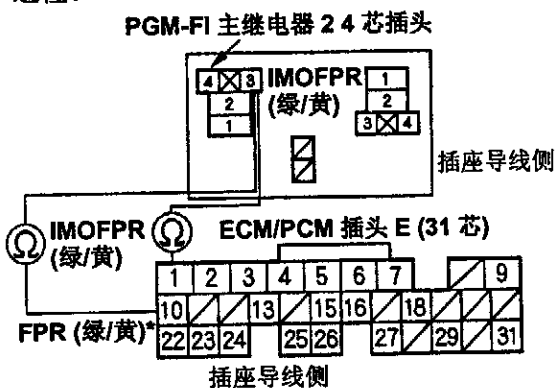 PGM-FI 主继电器 2 4 芯插头
4 3 IMOFPR 1
2 (绿/黄) 2
1 3 4
插座导线侧
IMOFPR ECM/PCM 插头 E (31 芯)
(绿/黄)
1 2 3 4 5 6 7 9
10 13 15 16 18
FPR (绿/黄)*
22 23 24 25 26 27 29 31
插座导线侧
Ω Ω